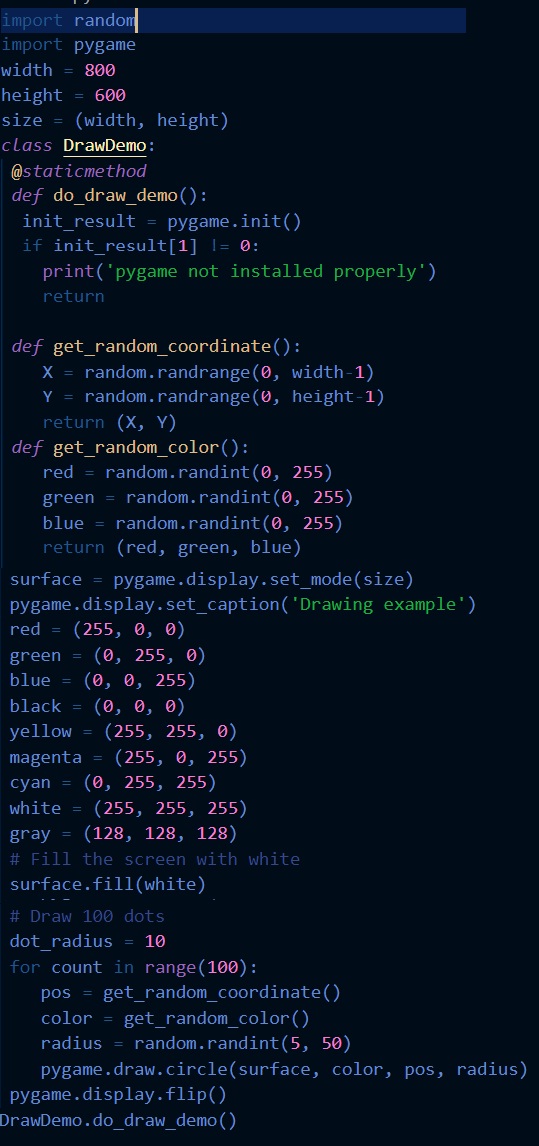 import random
import pygame
width = 800
height = 600
size = (width, height)
class DrawDemo:
 @staticmethod
 def do_draw_demo():
  init_result = pygame.init()
  if init_result[1] != 0:
    print('pygame not installed properly')
    return

 def get_random_coordinate():
    X = random.randrange(0, width-1)
    Y = random.randrange(0, height-1)
    return (X, Y)
 def get_random_color():
    red = random.randint(0, 255)
    green = random.randint(0, 255)
    blue = random.randint(0, 255)
    return (red, green, blue)
 surface = pygame.display.set_mode(size)
 pygame.display.set_caption('Drawing example')
 red = (255, 0, 0)
 green = (0, 255, 0)
 blue = (0, 0, 255)
 black = (0, 0, 0)
 yellow = (255, 255, 0)
 magenta = (255, 0, 255)
 cyan = (0, 255, 255)
 white = (255, 255, 255)
 gray = (128, 128, 128)
 # Fill the screen with white
 surface.fill(white)
 # Draw 100 dots
 dot_radius = 10
 for count in range(100):
    pos = get_random_coordinate()
    color = get_random_color()
    radius = random.randint(5, 50)
    pygame.draw.circle(surface, color, pos, radius)
 pygame.display.flip()
DrawDemo.do_draw_demo()